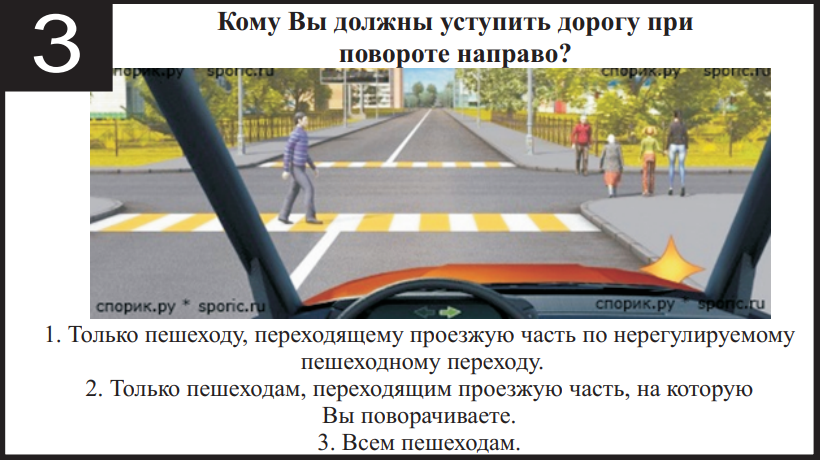 3
Кому Вы должны уступить дорогу при
повороте направо?
спорик.ру * sporic.ru
спорик.ру * sporic.ru
спорик.ру * sporic.ru
спорик.ру * sporic.ru
1. Только пешеходу, переходящему проезжую часть по нерегулируемому
пешеходному переходу.
2. Только пешеходам, переходящим проезжую часть, на которую
Вы поворачиваете.
3. Всем пешеходам.